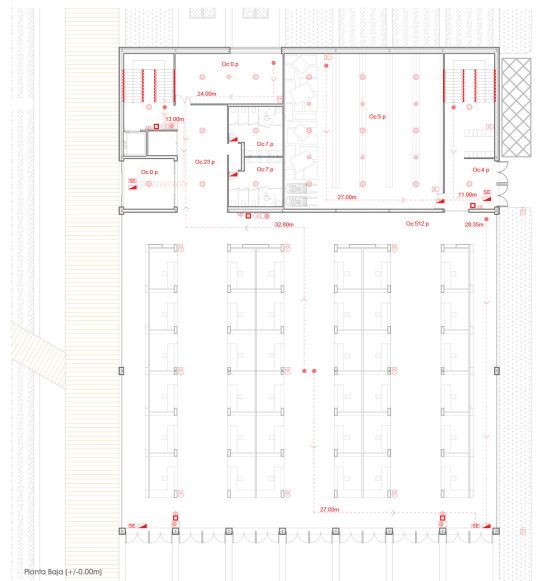 Oc:0 p
24.00m
13.00m
Oc:5 p
Oc:7 p
Oc:23 p
Oc:7 p
Oc:0 p
Oc:4 p
SE
SE
27.00m
11.00m
32.80m
Oc:512 p
28.35m
27.00m
SE
SE
Planta Baja (+/-0.00m)